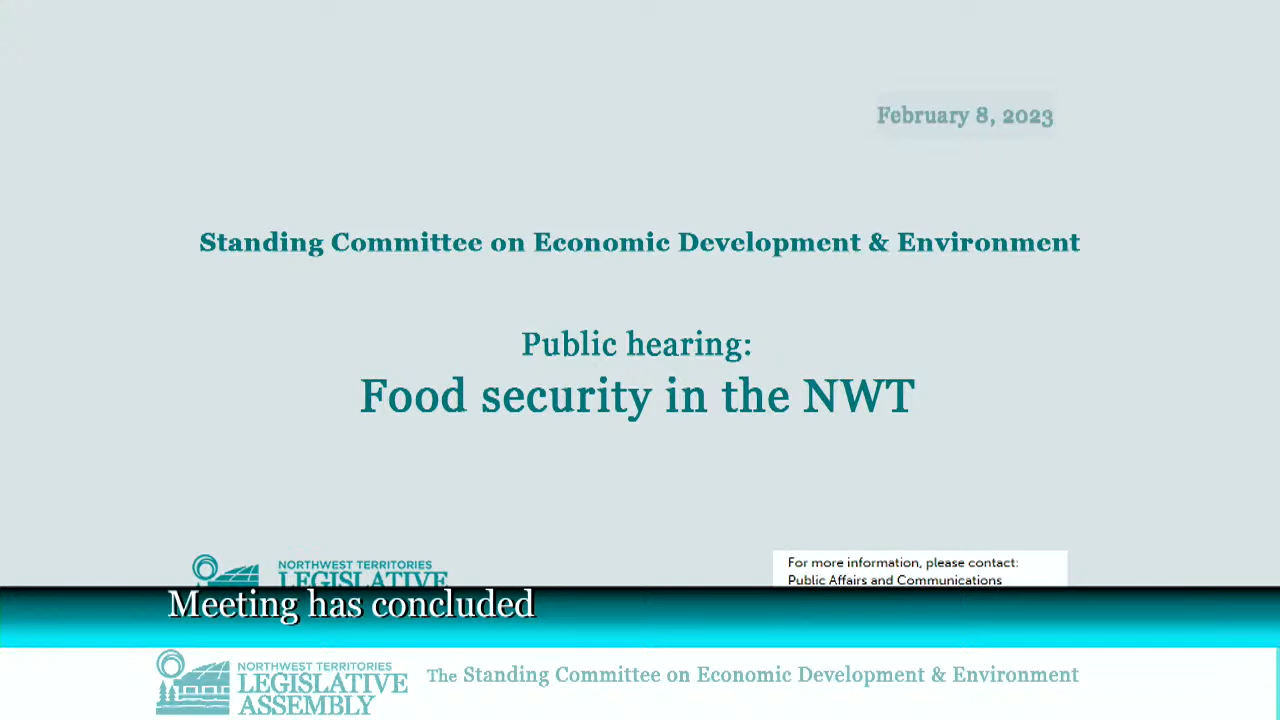 February 8, 2023
Standing Committee on Economic Development & Environment
Public hearing:
Food security in the NWT
NORTHWEST TERRITORIES
LEGISLATIVE
For more information, please contact:
Public Affairs and Communications
Meeting has concluded
NORTHWEST TERRITORIES
LEGISLATIVE
ASSEMBLY
The Standing Committee on Economic Development & Environment